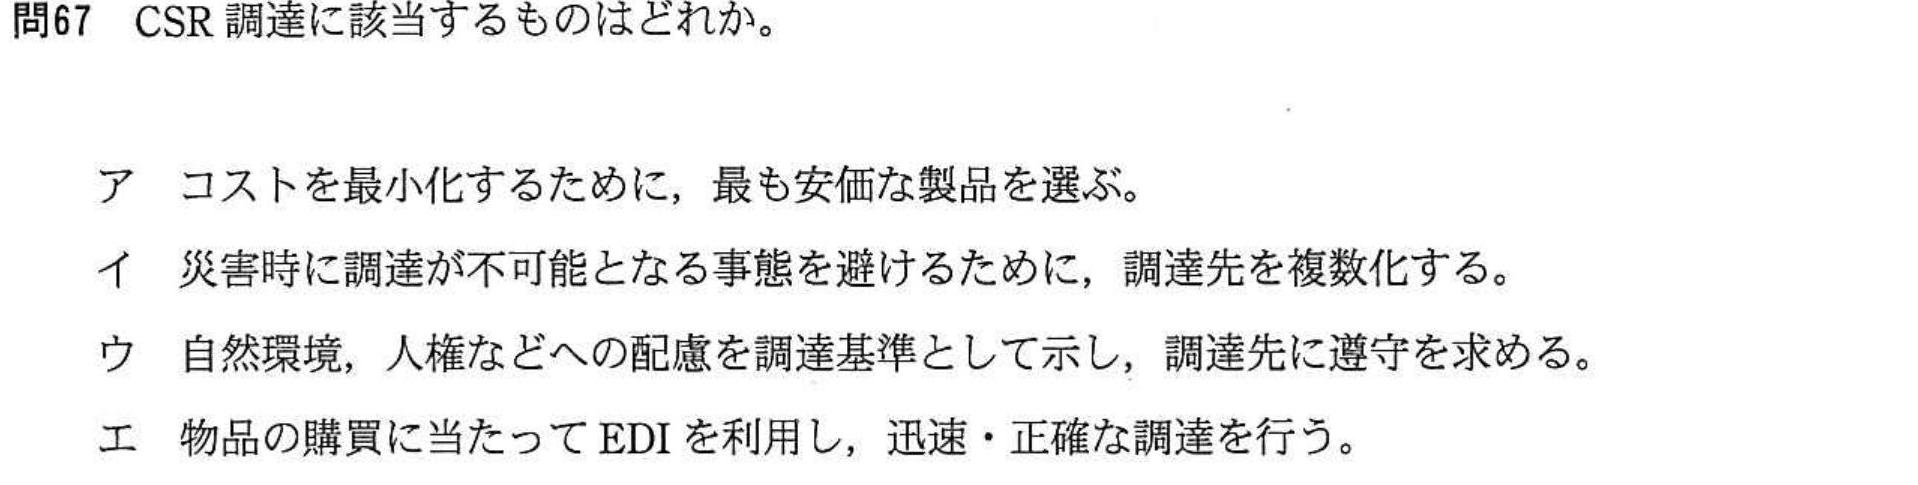 問67　CSR 調達に該当するものはどれか。
ア　コストを最小化するために，最も安価な製品を選ぶ。
イ　災害時に調達が不可能となる事態を避けるために，調達先を複数化する。
ウ　自然環境，人権などへの配慮を調達基準として示し，調達先に遵守を求める。
エ　物品の購買に当たって EDI を利用し，迅速・正確な調達を行う。